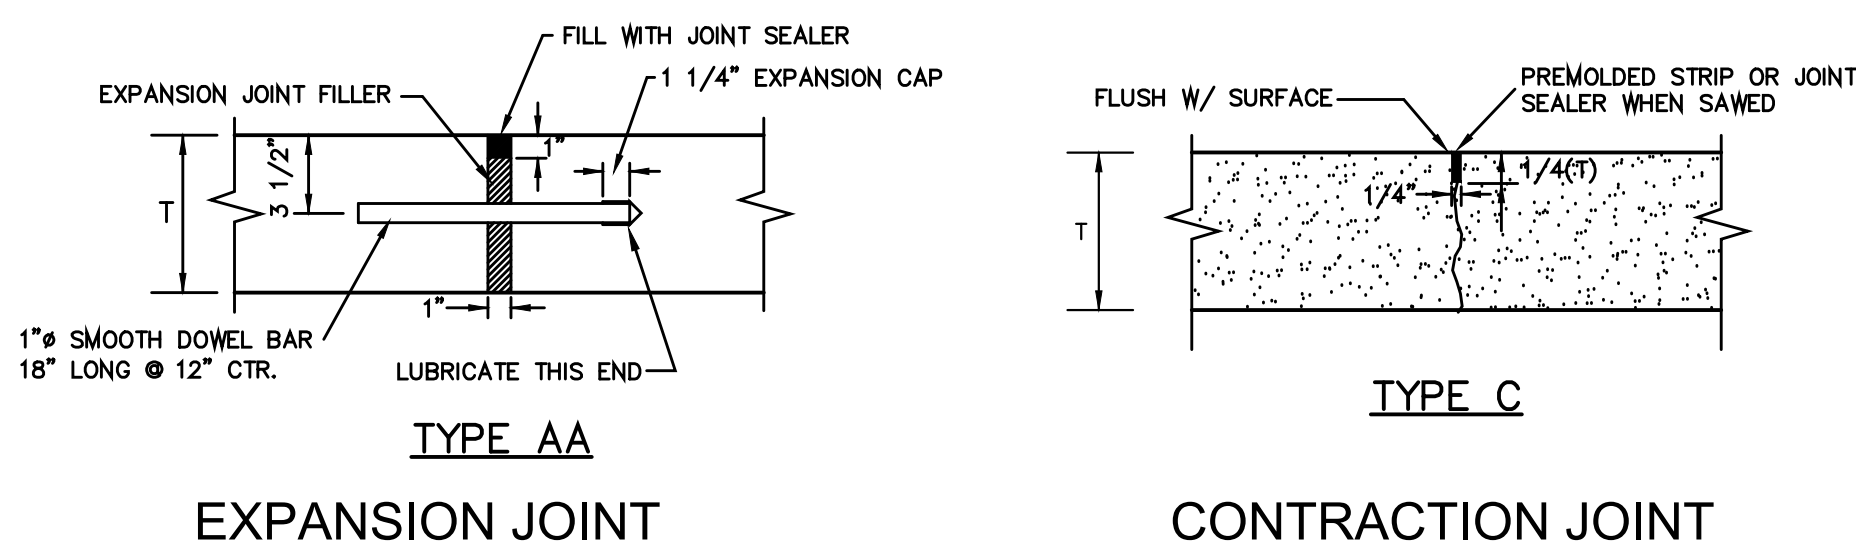 FILL WITH JOINT SEALER
1 1/4" EXPANSION CAP
EXPANSION JOINT FILLER
1"
3 1/2"
T
1"
1"ø SMOOTH DOWEL BAR
18" LONG @ 12" CTR.
LUBRICATE THIS END
TYPE AA
EXPANSION JOINT
PREMOLDED STRIP OR JOINT
SEALER WHEN SAWED
FLUSH W/ SURFACE
1/4(T)
1/4"
T
TYPE C
CONTRACTION JOINT